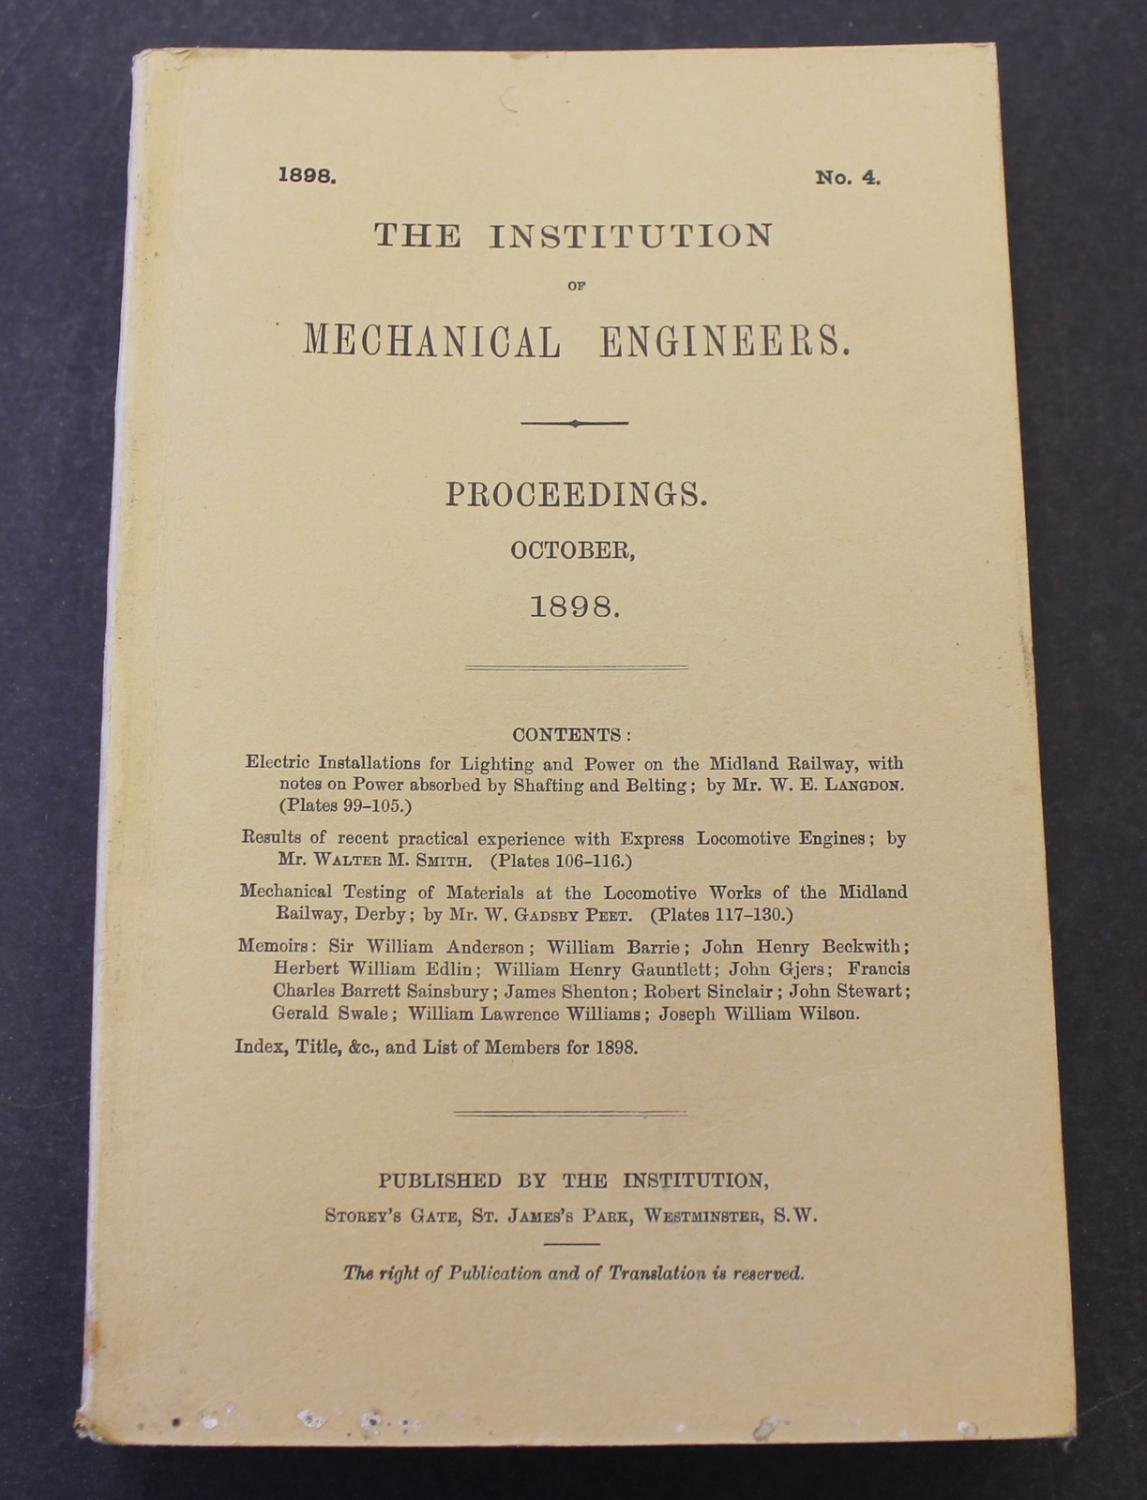 1898. No. 4.
THE INSTITUTION
OF
MECHANICAL ENGINEERS.
PROCEEDINGS.
OCTOBER,
1898.
CONTENTS:
Electric Installations for Lighting and Power on the Midland Railway, with
notes on Power absorbed by Shafting and Belting; by Mr. W. E. LANGDON.
(Plates 99–105.)
Results of recent practical experience with Express Locomotive Engines; by
Mr. WALTER M. SMITH. (Plates 106–116.)
Mechanical Testing of Materials at the Locomotive Works of the Midland
Railway, Derby; by Mr. W. GADSBY PEET. (Plates 117–130.)
Memoirs: Sir William Anderson; William Barrie; John Henry Beckwith;
Herbert William Edlin; William Henry Gauntlett; John Gjers; Francis
Charles Barrett Sainsbury; James Shenton; Robert Sinclair; John Stewart;
Gerald Swale; William Lawrence Williams; Joseph William Wilson.
Index, Title, &c., and List of Members for 1898.
PUBLISHED BY THE INSTITUTION,
STOREY'S GATE, ST. JAMES'S PARK, WESTMINSTER, S.W.
The right of Publication and of Translation is reserved.